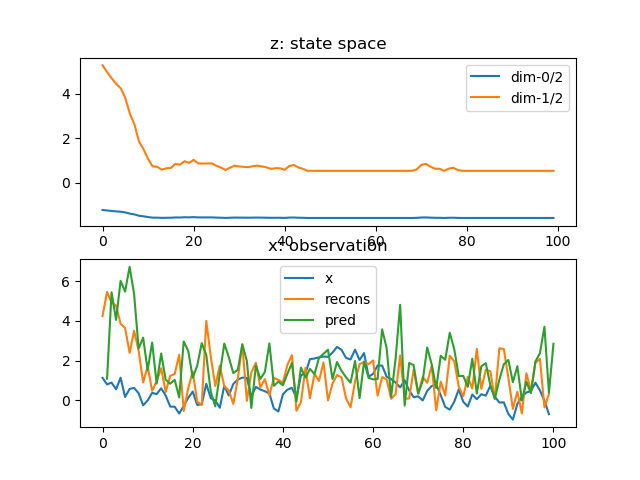 z: state space
dim-0/2
dim-1/2
4
2
0
0 20 40 60 80 100
x: observation
x
recons
pred
6
4
2
0
0 20 40 60 80 100